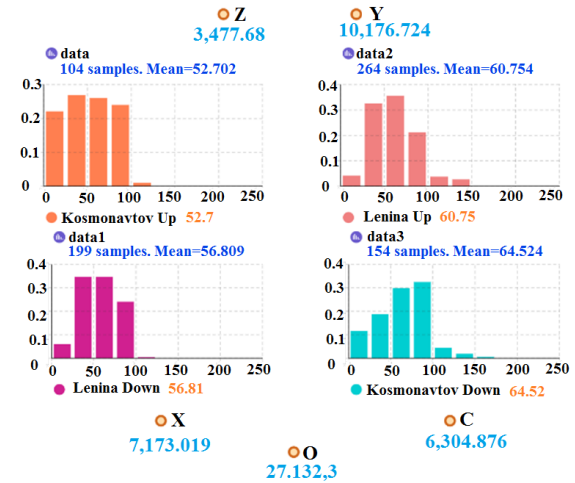 Z
3,477.68
Y
10,176.724
data
104 samples. Mean=52.702
0.3
0.2
0.1
0
0 50 100 150 200 250
Kosmonavtov Up 52.7
data2
264 samples. Mean=60.754
0.4
0.3
0.2
0.1
0
0 50 100 150 200 250
Lenina Up 60.75
data1
199 samples. Mean=56.809
0.4
0.3
0.2
0.1
0
0 50 100 150 200 250
Lenina Down 56.81
data3
154 samples. Mean=64.524
0.4
0.3
0.2
0.1
0
0 50 100 150 200 250
Kosmonavtov Down 64.52
X
7,173.019
O
27.132,3
C
6,304.876